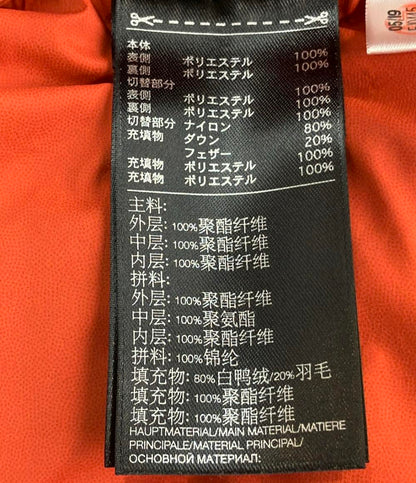 05/19
本体
表側 ポリエステル 100%
裏側 ポリエステル 100%
切替部分
表側 ポリエステル 100%
裏側 ポリエステル 100%
切替部分 ナイロン 100%
充填物 ダウン 80%
フェザー 20%
充填物 ポリエステル 100%
充填物 ポリエステル 100%
主料:
外层: 100%聚酯纤维
中层: 100%聚酯纤维
内层: 100%聚酯纤维
拼料:
外层: 100%聚酯纤维
中层: 100%聚氨酯
内层: 100%聚酯纤维
拼料: 100%锦纶
填充物: 80%白鸭绒/20%羽毛
填充物: 100%聚酯纤维
填充物: 100%聚酯纤维
HAUPTMATERIAL/MAIN MATERIAL/MATIERE
PRINCIPALE/MATERIAL PRINCIPAL/
ОСНОВНОЙ МАТЕРИАЛ: